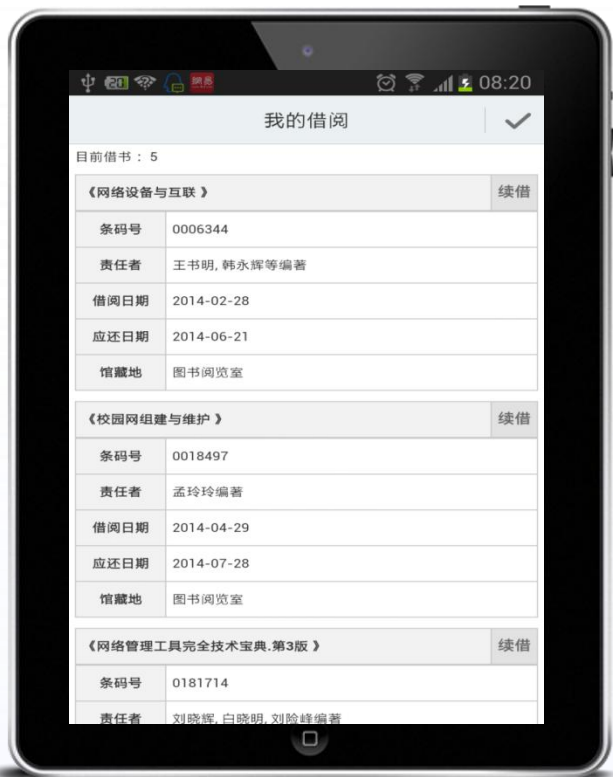 20 ? 網易 08:20
我的借阅
目前借书： 5
《网络设备与互联 》 续借
条码号 0006344
责任者 王书明, 韩永辉等编著
借阅日期 2014-02-28
应还日期 2014-06-21
馆藏地 图书阅览室
《校园网组建与维护 》 续借
条码号 0018497
责任者 孟玲玲编著
借阅日期 2014-04-29
应还日期 2014-07-28
馆藏地 图书阅览室
《网络管理工具完全技术宝典.第3版 》 续借
条码号 0181714
责任者 刘晓辉, 白晓明, 刘险峰编著